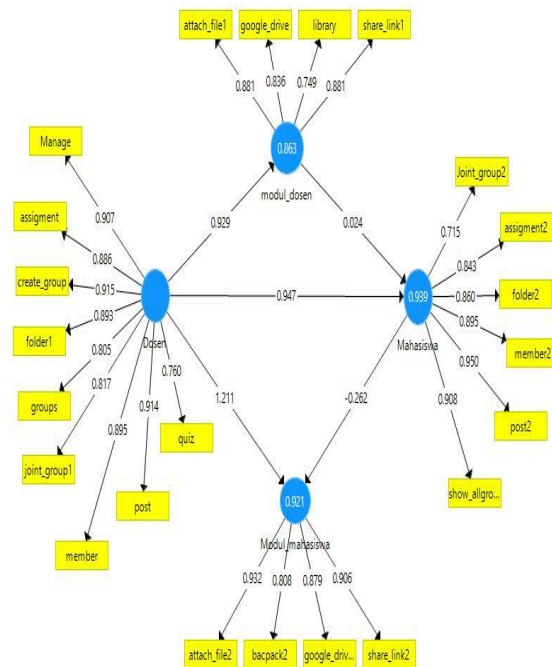 attach_file1
google_drive
library
share_link1
0.881
0.836
0.749
0.881
Manage
0.863
modul_dosen
Joint_group2
0.907
0.929
0.024
0.715
assigment
assigment2
0.886
0.843
create_group
0.915
0.947
0.939
0.860
folder2
folder1
0.893
Dosen
Mahasiswa
0.895
member2
groups
0.805
0.760
0.950
0.817
0.895
0.914
1.211
-0.262
0.908
post2
joint_group1
quiz
post
show_allgro...
member
0.921
Modul_mahasiswa
0.932
0.808
0.879
0.906
attach_file2
bacpack2
google_driv...
share_link2